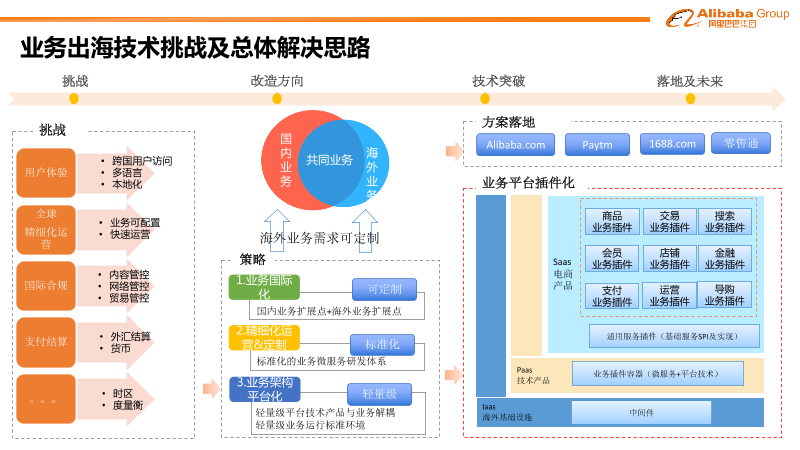 Alibaba Group
阿里巴巴集团
业务出海技术挑战及总体解决思路
挑战
改造方向
技术突破
落地及未来
挑战
用户体验
• 跨国用户访问
• 多语言
• 本地化
全球
精细化运
营
• 业务可配置
• 快速运营
国际合规
• 内容管控
• 网络管控
• 贸易管控
支付结算
• 外汇结算
• 货币
。。。
• 时区
• 度量衡
国内业务
共同业务
海外业务
海外业务需求可定制
策略
1.业务国际
化
可定制
国内业务扩展点+海外业务扩展点
2.精细化运
营&定制
标准化
标准化的业务微服务研发体系
3.业务架构
平台化
轻量级
轻量级平台技术产品与业务解耦
轻量级业务运行标准环境
方案落地
Alibaba.com
Paytm
1688.com
零售通
业务平台插件化
Saas
电商
产品
商品
业务插件
交易
业务插件
搜索
业务插件
会员
业务插件
店铺
业务插件
金融
业务插件
支付
业务插件
运营
业务插件
导购
业务插件
通用服务插件（基础服务SPI及实现）
Paas
技术产品
业务插件容器（微服务+平台技术）
Iaas
海外基础设施
中间件